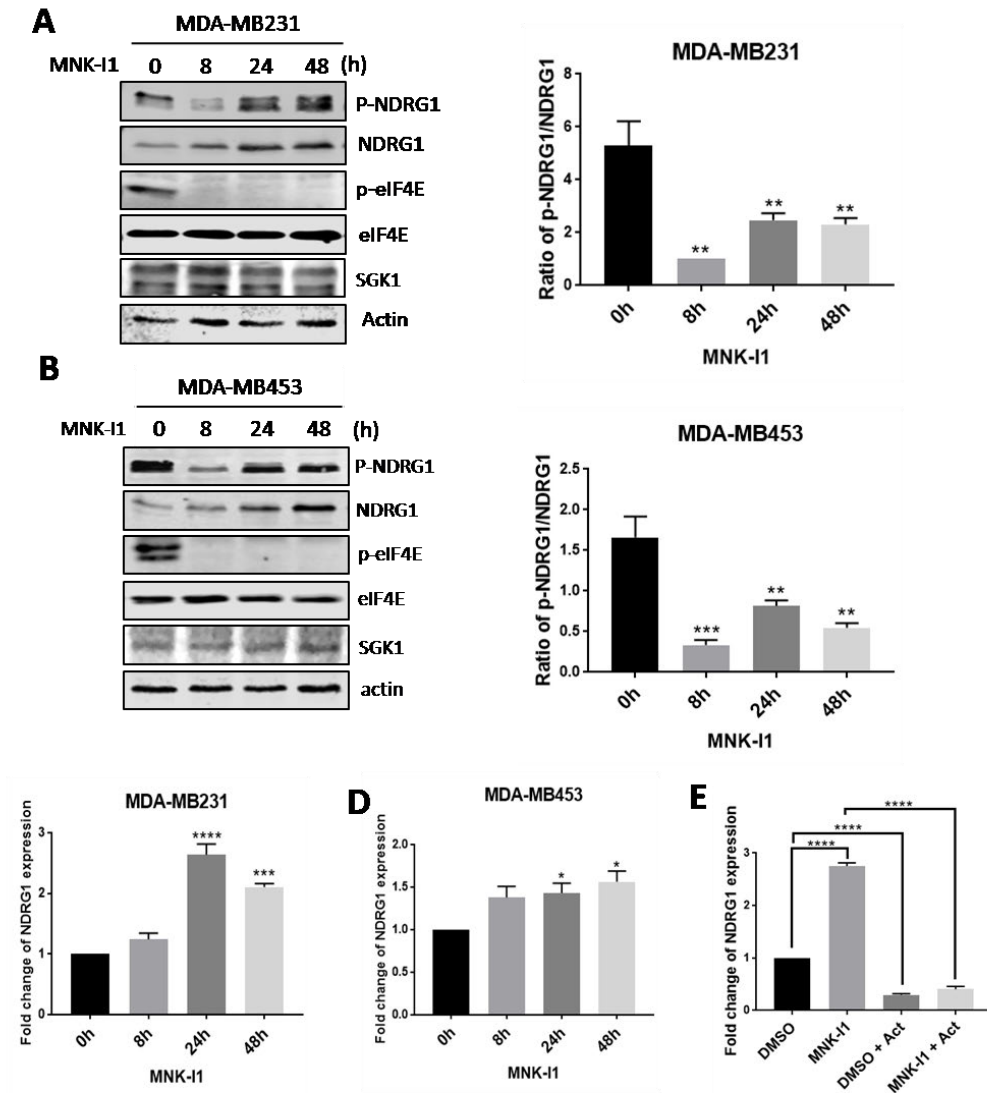 A
MDA-MB231
MNK-I1 0 8 24 48 (h)
P-NDRG1
NDRG1
p-eIF4E
eIF4E
SGK1
Actin
MDA-MB231
Ratio of p-NDRG1/NDRG1
8
6
4
2
0
**
**
**
0h 8h 24h 48h
MNK-I1
B
MDA-MB453
MNK-I1 0 8 24 48 (h)
P-NDRG1
NDRG1
p-eIF4E
eIF4E
SGK1
actin
MDA-MB453
Ratio of p-NDRG1/NDRG1
2.5
2.0
1.5
1.0
0.5
0.0
***
**
**
0h 8h 24h 48h
MNK-I1
MDA-MB231
Fold change of NDRG1 expression
3
2
1
0
****
***
0h 8h 24h 48h
MNK-I1
D
MDA-MB453
Fold change of NDRG1 expression
2.0
1.5
1.0
0.5
0.0
*
*
0h 8h 24h 48h
MNK-I1
E
Fold change of NDRG1 expression
3
2
1
0
****
****
****
DMSO MNK-I1 DMSO + Act MNK-I1 + Act